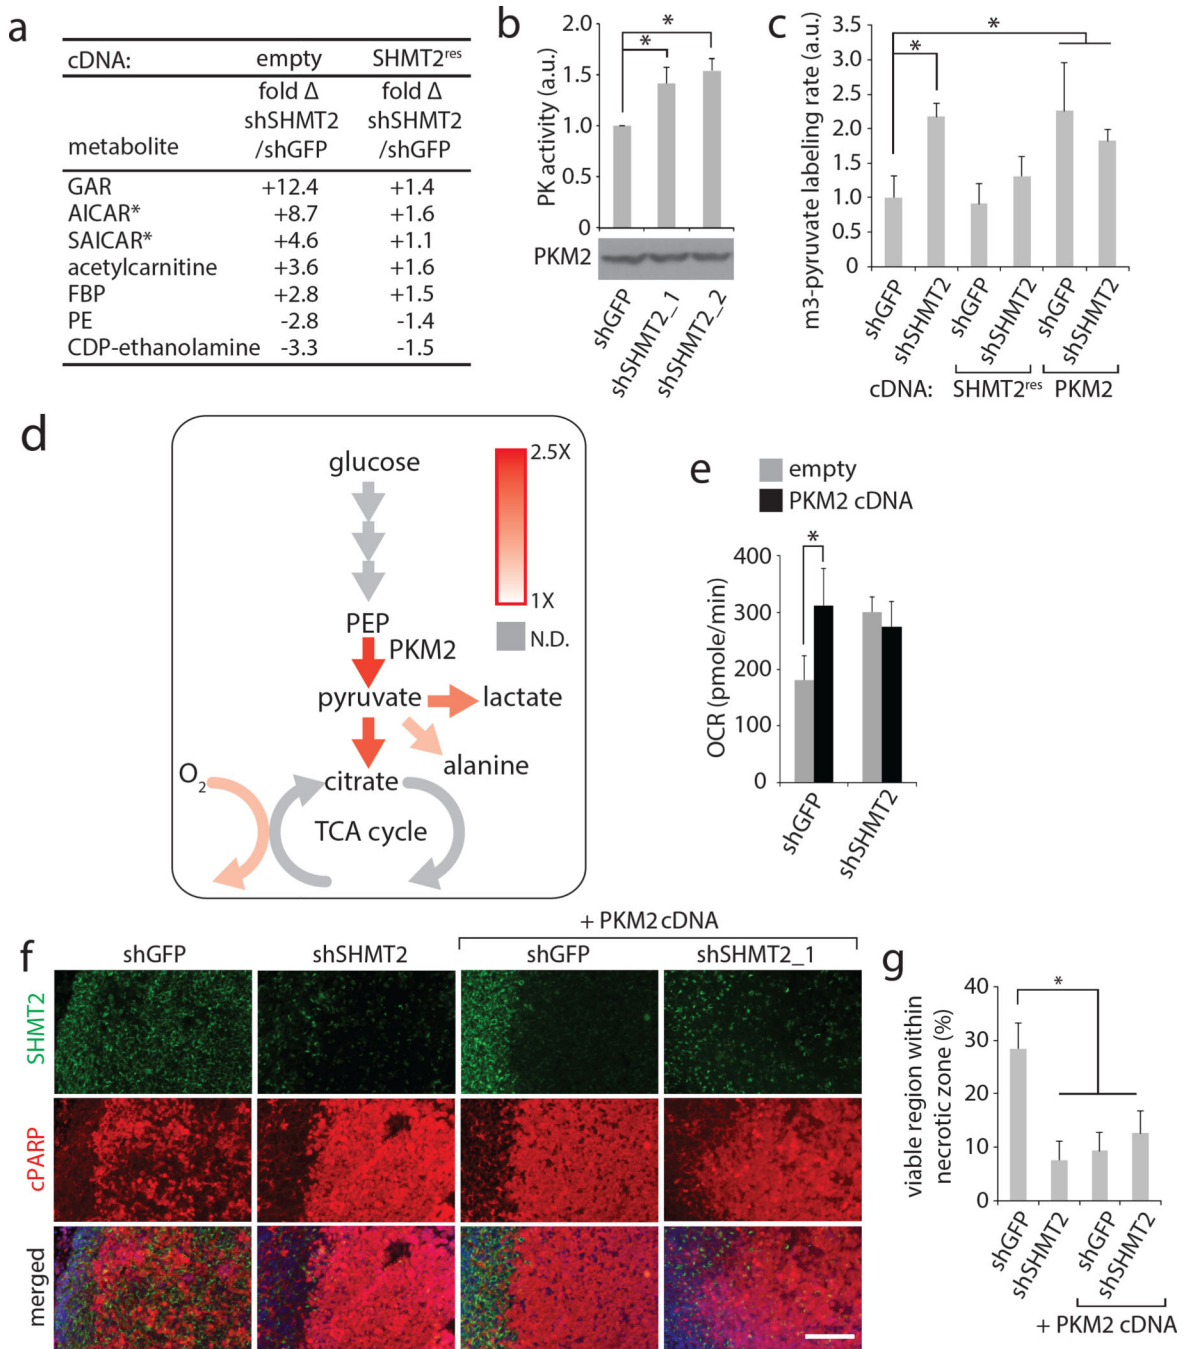 a
cDNA: empty SHMT2res
metabolite fold Δ shSHMT2 /shGFP fold Δ shSHMT2 /shGFP
GAR +12.4 +1.4
AICAR* +8.7 +1.6
SAICAR* +4.6 +1.1
acetylcarnitine +3.6 +1.6
FBP +2.8 +1.5
PE -2.8 -1.4
CDP-ethanolamine -3.3 -1.5
b
PK activity (a.u.)
2.0
1.5
1.0
0.5
0
*
*
PKM2
shGFP
shSHMT2_1
shSHMT2_2
c
m3-pyruvate labeling rate (a.u.)
3.5
3.0
2.5
2.0
1.5
1.0
0.5
0
*
*
shGFP
shSHMT2
shGFP
shSHMT2
shGFP
shSHMT2
cDNA: SHMT2res PKM2
d
glucose
2.5X
1X
N.D.
PEP
PKM2
pyruvate
lactate
alanine
citrate
O2
TCA cycle
e
empty
PKM2 cDNA
OCR (pmole/min)
400
300
200
100
0
*
shGFP
shSHMT2
f
+ PKM2 cDNA
shGFP shSHMT2 shGFP shSHMT2_1
SHMT2
cPARP
merged
g
viable region within
necrotic zone (%)
40
30
20
10
0
*
shGFP
shSHMT2
shGFP
shSHMT2
+ PKM2 cDNA